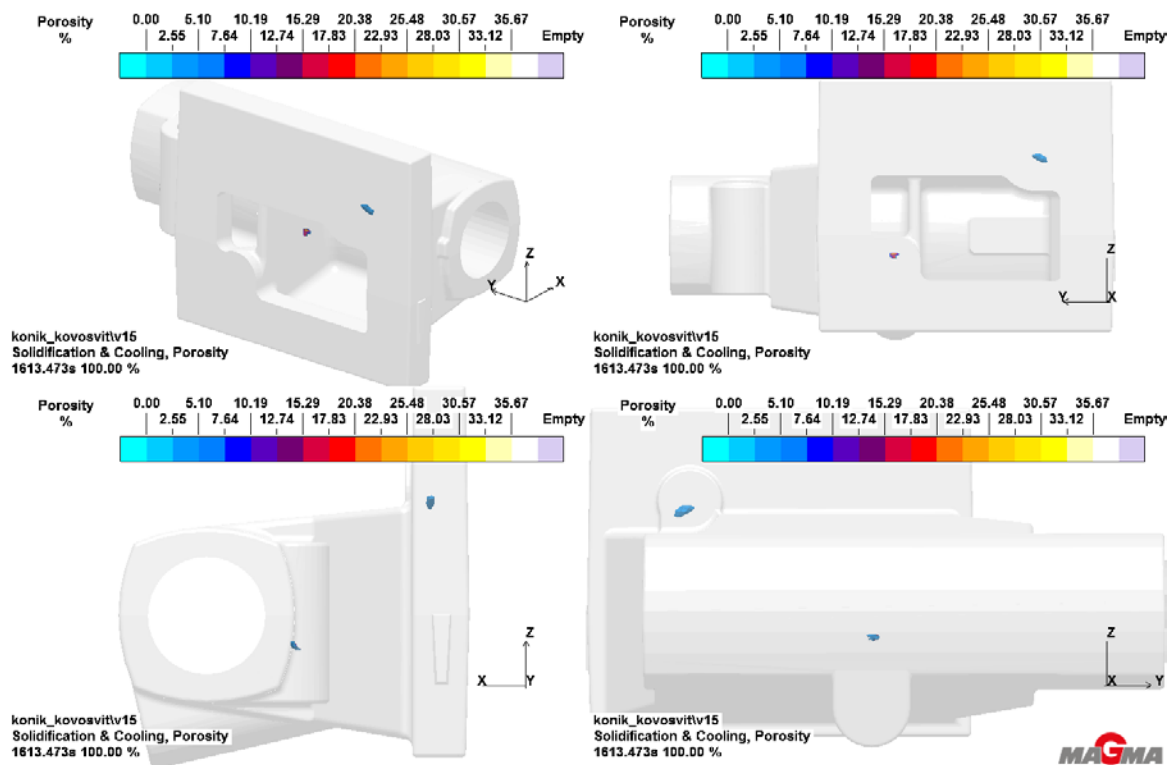 Porosity 0.00 5.10 10.19 15.29 20.38 25.48 30.57 35.67
% 2.55 7.64 12.74 17.83 22.93 28.03 33.12 Empty
Z
Y X
konik_kovosvit\v15
Solidification & Cooling, Porosity
1613.473s 100.00 %
Porosity 0.00 5.10 10.19 15.29 20.38 25.48 30.57 35.67
% 2.55 7.64 12.74 17.83 22.93 28.03 33.12 Empty
Z
Y X
konik_kovosvit\v15
Solidification & Cooling, Porosity
1613.473s 100.00 %
Porosity 0.00 5.10 10.19 15.29 20.38 25.48 30.57 35.67
% 2.55 7.64 12.74 17.83 22.93 28.03 33.12 Empty
Z
X Y
konik_kovosvit\v15
Solidification & Cooling, Porosity
1613.473s 100.00 %
Porosity 0.00 5.10 10.19 15.29 20.38 25.48 30.57 35.67
% 2.55 7.64 12.74 17.83 22.93 28.03 33.12 Empty
Z
X Y
konik_kovosvit\v15
Solidification & Cooling, Porosity
1613.473s 100.00 %
MAGMA